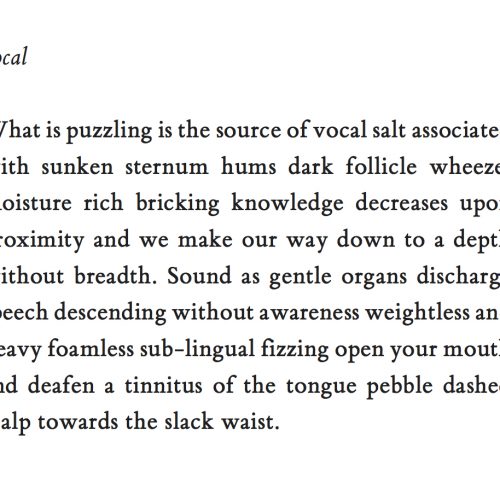 ocal
What is puzzling is the source of vocal salt associate
ith sunken sternum hums dark follicle wheeze
oisture rich bricking knowledge decreases upo
roximity and we make our way down to a depth
ithout breadth. Sound as gentle organs discharg
peech descending without awareness weightless an
eavy foamless sub-lingual fizzing open your mouth
nd deafen a tinnitus of the tongue pebble dashe
alp towards the slack waist.